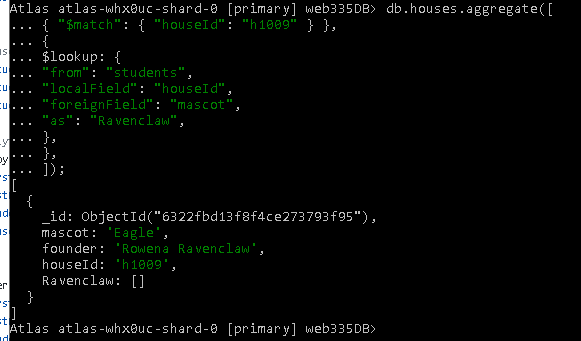 Atlas atlas-whx0uc-shard-0 [primary] web335DB> db.houses.aggregate([
... { "$match": { "houseId": "h1009" } },
... {
... $lookup: {
... "from": "students",
... "localField": "houseId",
... "foreignField": "mascot",
... "as": "Ravenclaw",
... },
... },
... ]);
[
  {
    _id: ObjectId("6322fbd13f8f4ce273793f95"),
    mascot: 'Eagle',
    founder: 'Rowena Ravenclaw',
    houseId: 'h1009',
    Ravenclaw: []
  }
]
Atlas atlas-whx0uc-shard-0 [primary] web335DB>